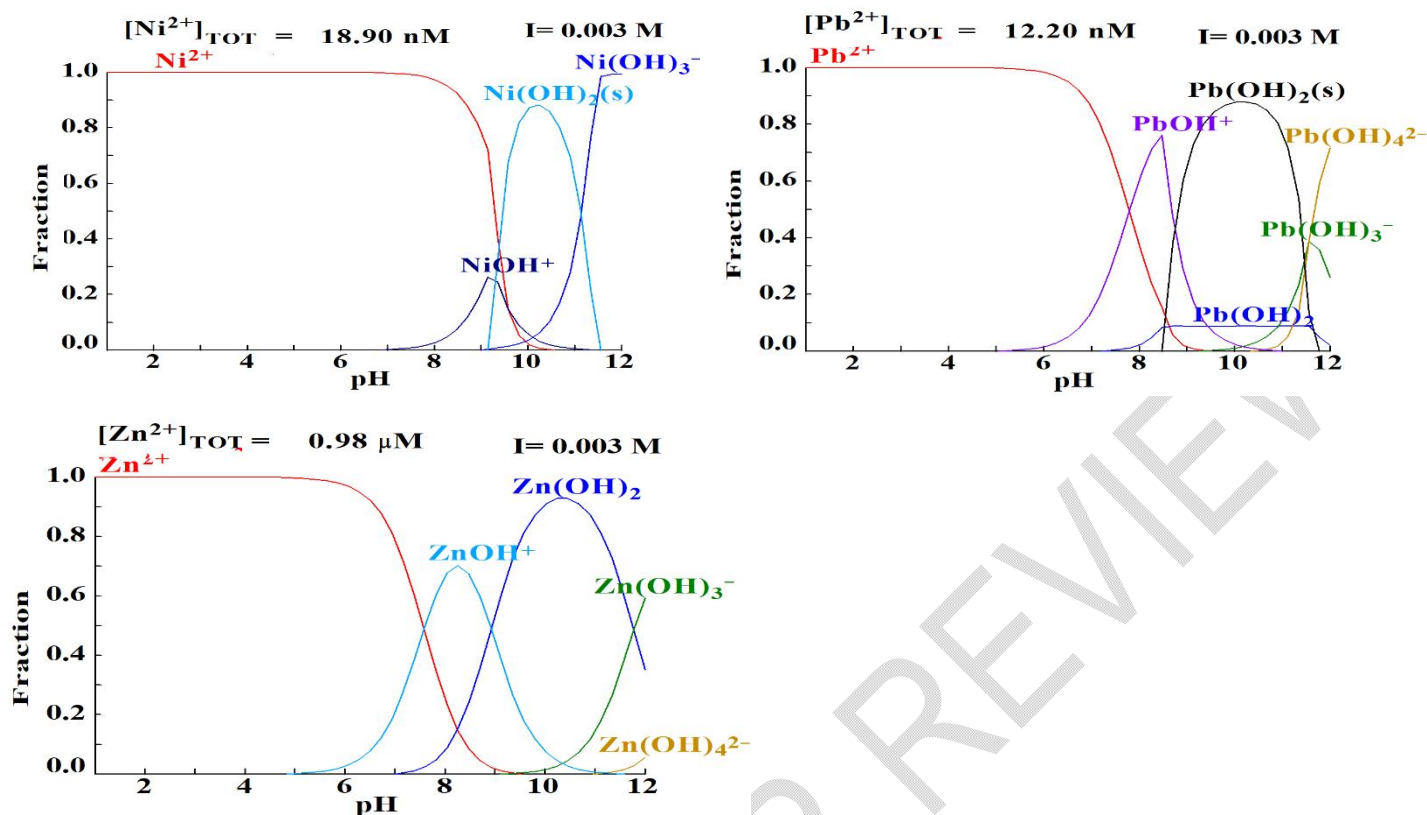 [Ni²⁺]TOT = 18.90 nM I= 0.003 M
Ni²⁺
Ni(OH)₃⁻
Ni(OH)₂(s)
NiOH⁺
Fraction
1.0
0.8
0.6
0.4
0.2
0.0
2 4 6 8 10 12
pH
[Pb²⁺]TOT = 12.20 nM I= 0.003 M
Pb²⁺
Pb(OH)₂(s)
PbOH⁺
Pb(OH)₄²⁻
Pb(OH)₃⁻
Pb(OH)₂
Fraction
1.0
0.8
0.6
0.4
0.2
0.0
2 4 6 8 10 12
pH
[Zn²⁺]TOT = 0.98 μM I= 0.003 M
Zn²⁺
Zn(OH)₂
ZnOH⁺
Zn(OH)₃⁻
Zn(OH)₄²⁻
Fraction
1.0
0.8
0.6
0.4
0.2
0.0
2 4 6 8 10 12
pH
REVIEW